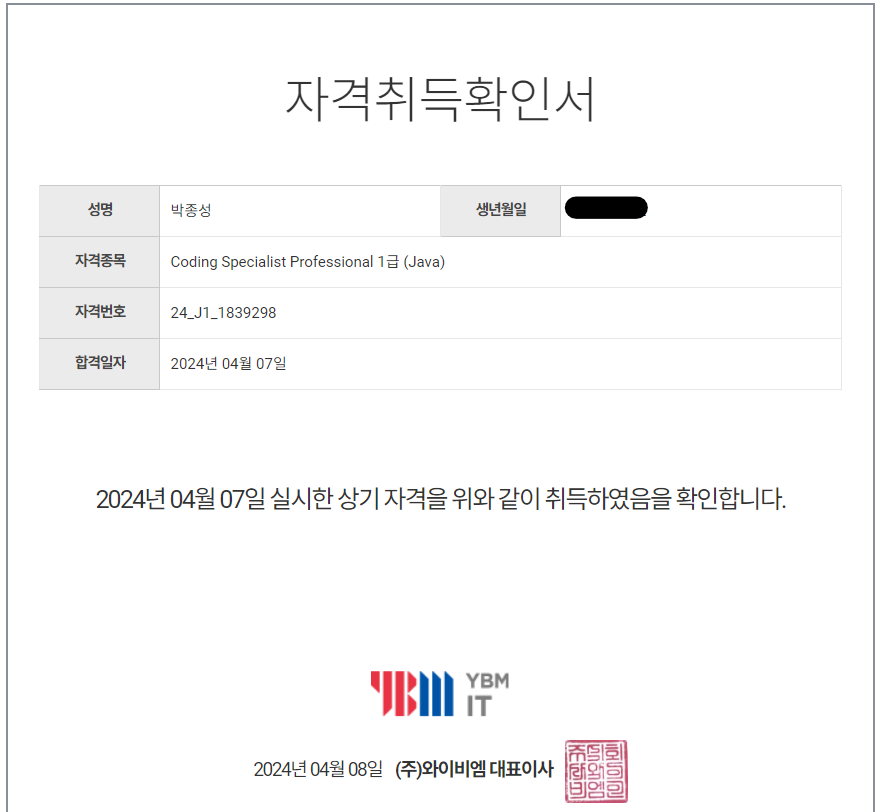 자격취득확인서
성명 박종성 생년월일
자격종목 Coding Specialist Professional 1급 (Java)
자격번호 24_J1_1839298
합격일자 2024년 04월 07일
2024년 04월 07일 실시한 상기 자격을 위와 같이 취득하였음을 확인합니다.
YBM YBM
IT
2024년 04월 08일 (주)와이비엠 대표이사